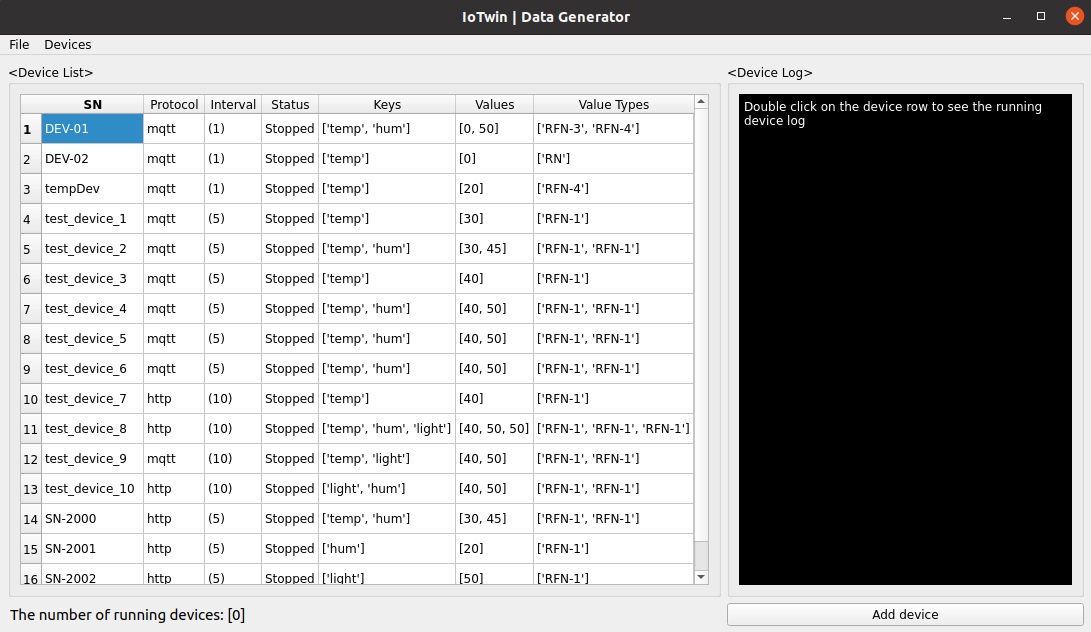 IoTwin | Data Generator
File Devices
<Device List>
SN Protocol Interval Status Keys Values Value Types
1 DEV-01 mqtt (1) Stopped ['temp', 'hum'] [0, 50] ['RFN-3', 'RFN-4']
2 DEV-02 mqtt (1) Stopped ['temp'] [0] ['RN']
3 tempDev mqtt (1) Stopped ['temp'] [20] ['RFN-4']
4 test_device_1 mqtt (5) Stopped ['temp'] [30] ['RFN-1']
5 test_device_2 mqtt (5) Stopped ['temp', 'hum'] [30, 45] ['RFN-1', 'RFN-1']
6 test_device_3 mqtt (5) Stopped ['temp'] [40] ['RFN-1']
7 test_device_4 mqtt (5) Stopped ['temp', 'hum'] [40, 50] ['RFN-1', 'RFN-1']
8 test_device_5 mqtt (5) Stopped ['temp', 'hum'] [40, 50] ['RFN-1', 'RFN-1']
9 test_device_6 mqtt (5) Stopped ['temp', 'hum'] [40, 50] ['RFN-1', 'RFN-1']
10 test_device_7 http (10) Stopped ['temp'] [40] ['RFN-1']
11 test_device_8 http (10) Stopped ['temp', 'hum', 'light'] [40, 50, 50] ['RFN-1', 'RFN-1', 'RFN-1']
12 test_device_9 mqtt (10) Stopped ['temp', 'light'] [40, 50] ['RFN-1', 'RFN-1']
13 test_device_10 http (10) Stopped ['light', 'hum'] [40, 50] ['RFN-1', 'RFN-1']
14 SN-2000 http (5) Stopped ['temp', 'hum'] [30, 45] ['RFN-1', 'RFN-1']
15 SN-2001 http (5) Stopped ['hum'] [20] ['RFN-1']
16 SN-2002 http (5) Stopped ['light'] [50] ['RFN-1']
The number of running devices: [0]
<Device Log>
Double click on the device row to see the running
device log
Add device